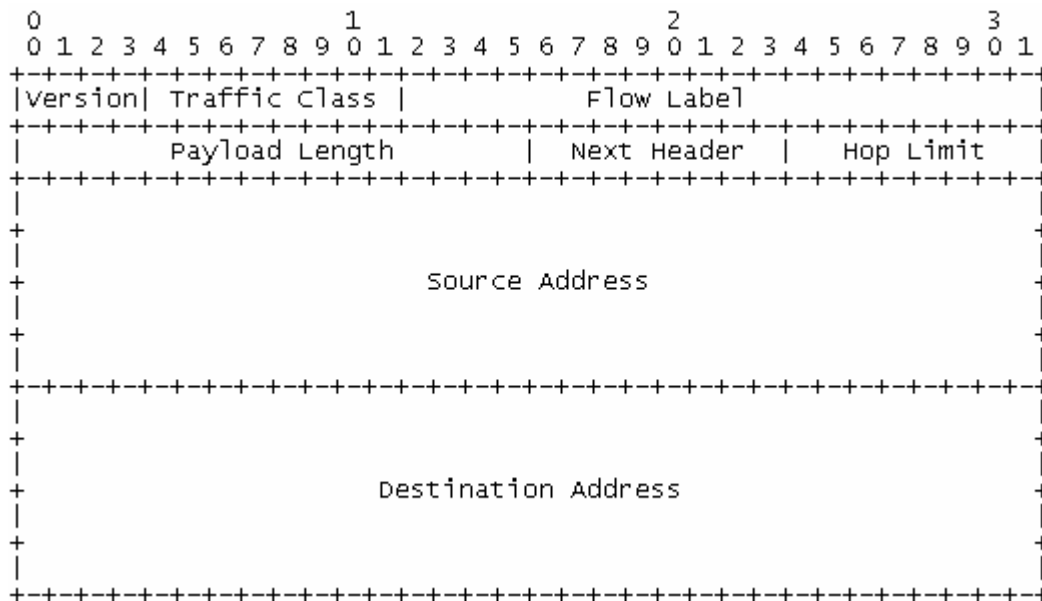 0                   1                   2                   3
0 1 2 3 4 5 6 7 8 9 0 1 2 3 4 5 6 7 8 9 0 1 2 3 4 5 6 7 8 9 0 1
+-+-+-+-+-+-+-+-+-+-+-+-+-+-+-+-+-+-+-+-+-+-+-+-+-+-+-+-+-+-+-+-+
|Version| Traffic Class |           Flow Label                  |
+-+-+-+-+-+-+-+-+-+-+-+-+-+-+-+-+-+-+-+-+-+-+-+-+-+-+-+-+-+-+-+-+
|         Payload Length        |  Next Header  |   Hop Limit   |
+-+-+-+-+-+-+-+-+-+-+-+-+-+-+-+-+-+-+-+-+-+-+-+-+-+-+-+-+-+-+-+-+
|                                                               |
+                                                               +
|                                                               |
+                         Source Address                        +
|                                                               |
+                                                               +
|                                                               |
+-+-+-+-+-+-+-+-+-+-+-+-+-+-+-+-+-+-+-+-+-+-+-+-+-+-+-+-+-+-+-+-+
|                                                               |
+                                                               +
|                                                               |
+                      Destination Address                      +
|                                                               |
+                                                               +
|                                                               |
+-+-+-+-+-+-+-+-+-+-+-+-+-+-+-+-+-+-+-+-+-+-+-+-+-+-+-+-+-+-+-+-+